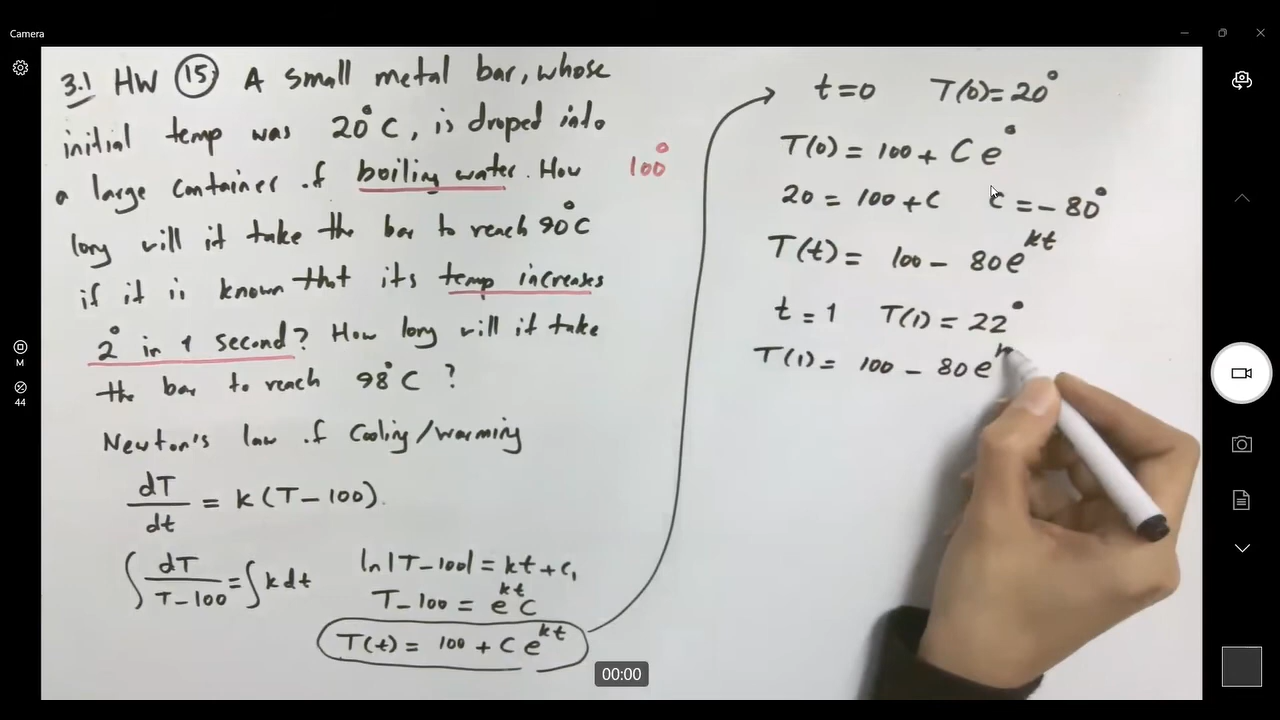 Camera
3.1 HW 15) A small metal bar, whose
initial temp was 20°C, is droped into
a large container of boiling water. How 100°
long will it take the bar to reach 90°C
if it is known that its temp increases
2° in 1 second? How long will it take
the bar to reach 98°C ?
Newton's law of Cooling/warming
dT/dt = k(T-100).
∫ dT/(T-100) = ∫ k dt
ln|T-100| = kt + c₁
T-100 = e^kt C
T(t) = 100 + C e^kt
t=0 T(0)=20°
T(0) = 100 + C e°
20 = 100 + C C = -80°
T(t) = 100 - 80e^kt
t = 1 T(1) = 22°
T(1) = 100 - 80e
M
44
00:00